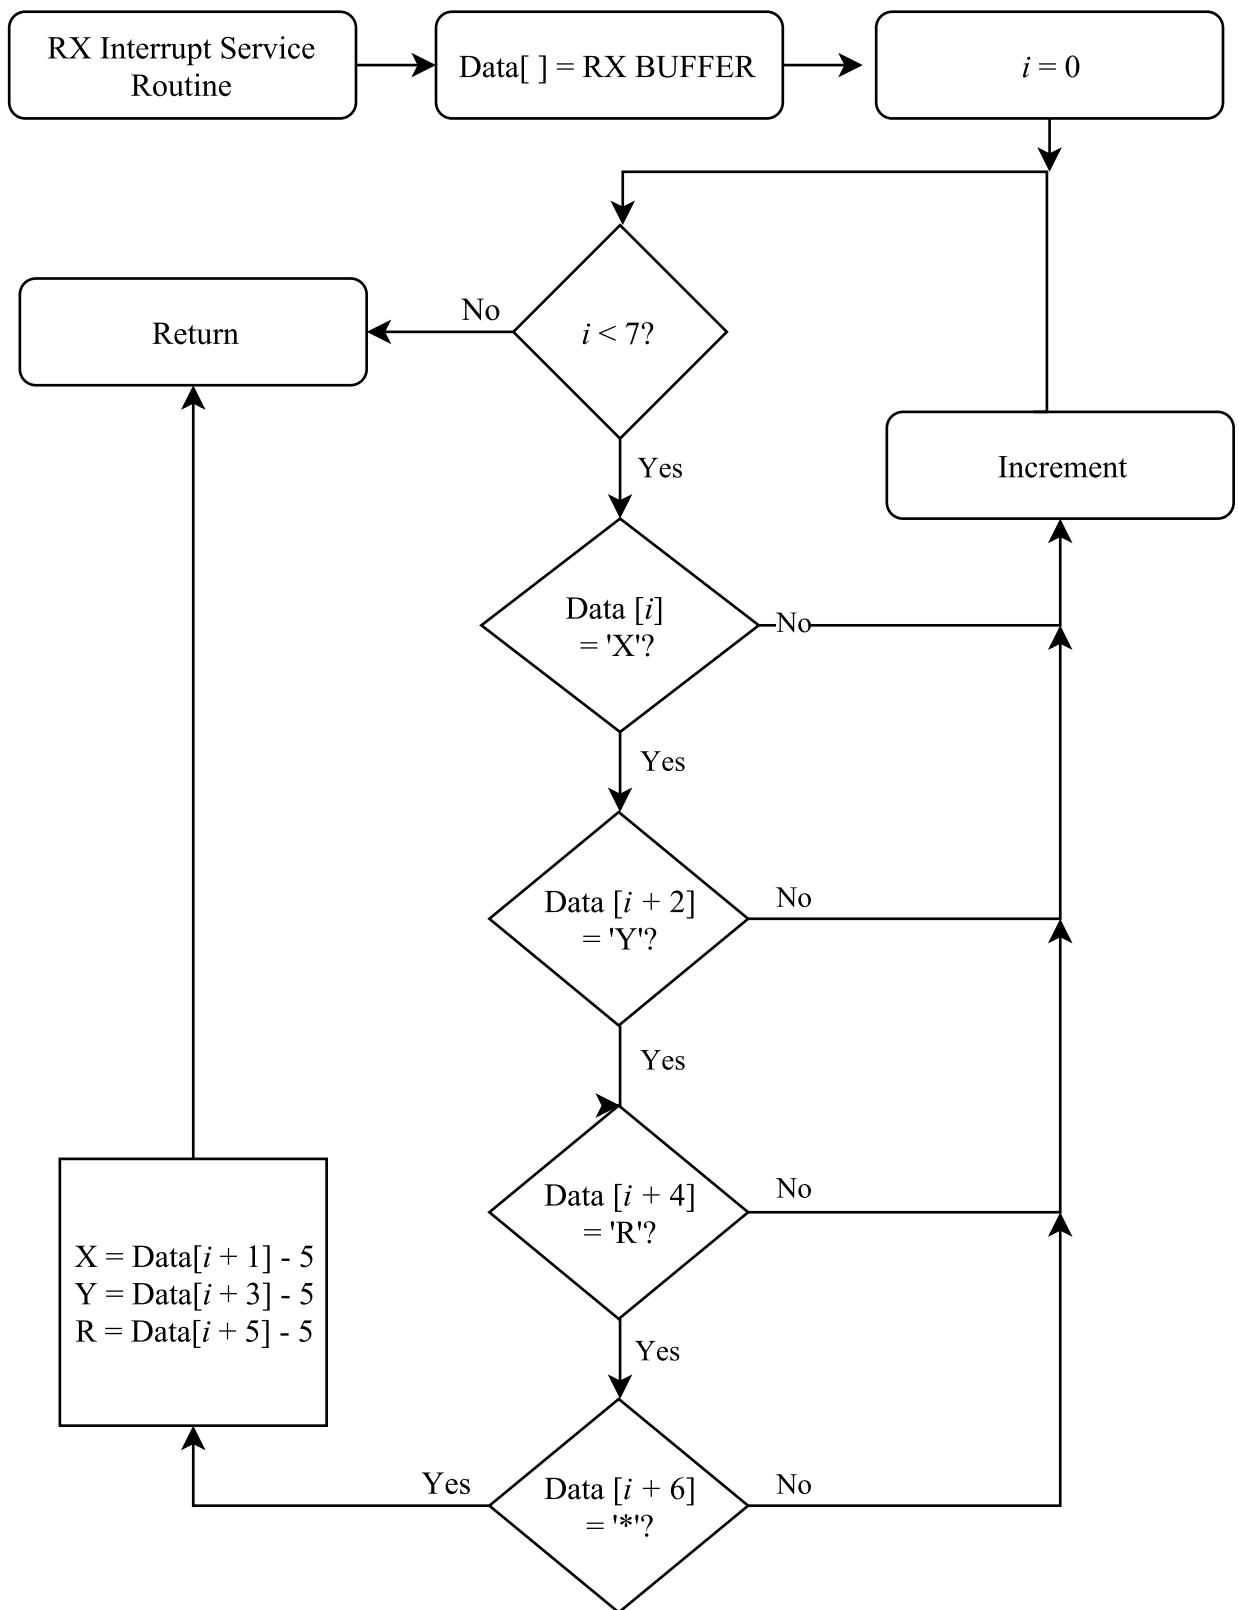 RX Interrupt Service
Routine
Data[ ] = RX BUFFER
i = 0
Return
No
i < 7?
Yes
Increment
Data [i]
= 'X'?
No
Yes
Data [i + 2]
= 'Y'?
No
Yes
Data [i + 4]
= 'R'?
No
X = Data[i + 1] - 5
Y = Data[i + 3] - 5
R = Data[i + 5] - 5
Yes
Yes
Data [i + 6]
= '*'?
No